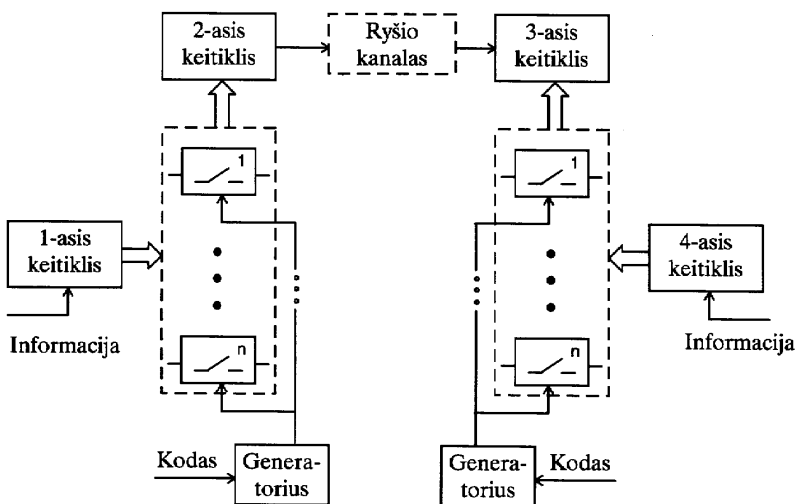 2-asis
keitiklis
Ryšio
kanalas
3-asis
keitiklis
1
1
1-asis
keitiklis
4-asis
keitiklis
Informacija
Informacija
n
n
Kodas
Genera-
torius
Genera-
torius
Kodas